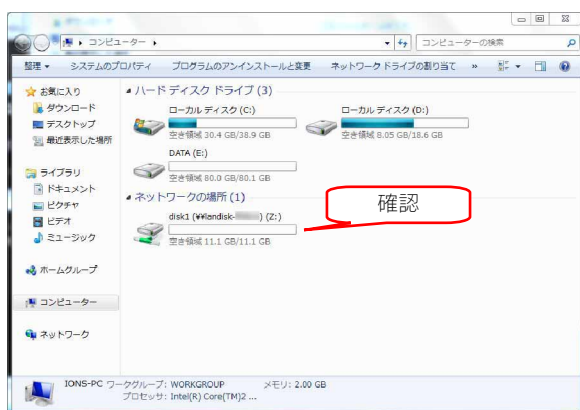 コンピューター
コンピューターの検索
整理 システムのプロパティ プログラムのアンインストールと変更 ネットワーク ドライブの割り当て »
お気に入り
ダウンロード
デスクトップ
最近表示した場所
ライブラリ
ドキュメント
ピクチャ
ビデオ
ミュージック
ホームグループ
コンピューター
ネットワーク
ハード ディスク ドライブ (3)
ローカル ディスク (C:)
空き領域 30.4 GB/38.9 GB
ローカル ディスク (D:)
空き領域 8.05 GB/18.6 GB
DATA (E:)
空き領域 80.0 GB/80.1 GB
ネットワークの場所 (1)
disk1 (¥¥landisk- ) (Z:)
空き領域 11.1 GB/11.1 GB
確認
IONS-PC ワークグループ: WORKGROUP メモリ: 2.00 GB
プロセッサ: Intel(R) Core(TM)2 ...